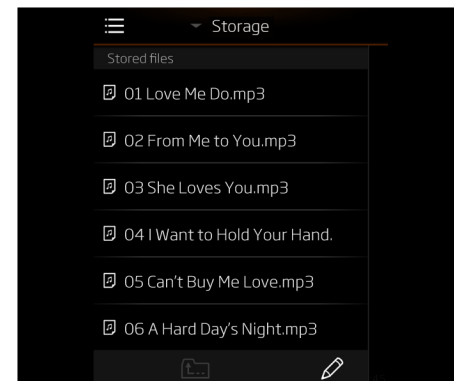 Storage
Stored files
01 Love Me Do.mp3
02 From Me to You.mp3
03 She Loves You.mp3
04 I Want to Hold Your Hand.
05 Can't Buy Me Love.mp3
06 A Hard Day's Night.mp3